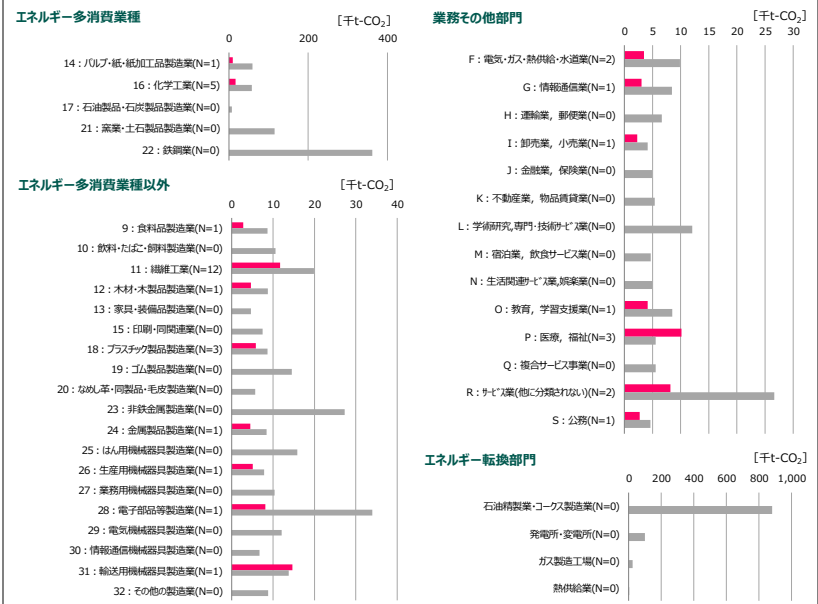 エネルギー多消費業種
[千t-CO₂]
0 200 400
14：パルプ・紙・紙加工品製造業(N=1)
16：化学工業(N=5)
17：石油製品・石炭製品製造業(N=0)
21：窯業・土石製品製造業(N=0)
22：鉄鋼業(N=0)
エネルギー多消費業種以外
[千t-CO₂]
0 10 20 30 40
9：食料品製造業(N=1)
10：飲料・たばこ・飼料製造業(N=0)
11：繊維工業(N=12)
12：木材・木製品製造業(N=1)
13：家具・装備品製造業(N=0)
15：印刷・同関連業(N=0)
18：プラスチック製品製造業(N=3)
19：ゴム製品製造業(N=0)
20：なめし革・同製品・毛皮製造業(N=0)
23：非鉄金属製造業(N=0)
24：金属製品製造業(N=1)
25：はん用機械器具製造業(N=0)
26：生産用機械器具製造業(N=1)
27：業務用機械器具製造業(N=0)
28：電子部品等製造業(N=1)
29：電気機械器具製造業(N=0)
30：情報通信機械器具製造業(N=0)
31：輸送用機械器具製造業(N=1)
32：その他の製造業(N=0)
業務その他部門
[千t-CO₂]
0 5 10 15 20 25 30
F：電気・ガス・熱供給・水道業(N=2)
G：情報通信業(N=1)
H：運輸業，郵便業(N=0)
I：卸売業，小売業(N=1)
J：金融業，保険業(N=0)
K：不動産業，物品賃貸業(N=0)
L：学術研究,専門・技術サービス業(N=0)
M：宿泊業，飲食サービス業(N=0)
N：生活関連サービス業,娯楽業(N=0)
O：教育，学習支援業(N=1)
P：医療，福祉(N=3)
Q：複合サービス事業(N=0)
R：サービス業(他に分類されない)(N=2)
S：公務(N=1)
エネルギー転換部門
[千t-CO₂]
0 200 400 600 800 1,000
石油精製業・コークス製造業(N=0)
発電所・変電所(N=0)
ガス製造工場(N=0)
熱供給業(N=0)